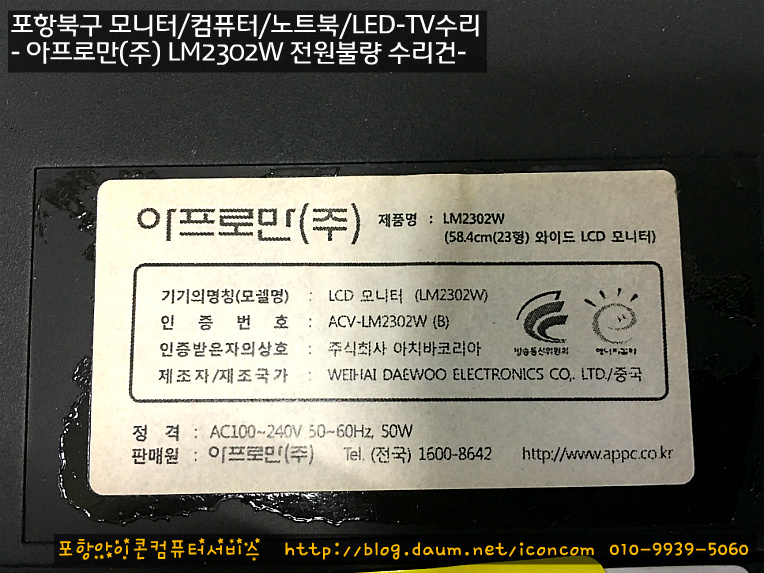 포항북구 모니터/컴퓨터/노트북/LED-TV수리
- 아프로만(주) LM2302W 전원불량 수리건-
아프로만(주) 제품명 : LM2302W
(58.4cm(23형) 와이드 LCD 모니터)
기기의명칭(모델명) : LCD 모니터 (LM2302W)
인 증 번 호 : ACV-LM2302W (B)
인증받은자의상호 : 주식회사 아치바코리아
제조자/제조국가 : WEIHAI DAEWOO ELECTRONICS CO,. LTD./중국
방송통신위원회 에너지절약
정 격 : AC100~240V 50~60Hz, 50W
판매원 : 아프로만(주) Tel. (전국) 1600-8642 http://www.appc.co.kr
포항아이콘컴퓨터서비스 http://blog.daum.net/iconcom 010-9939-5060